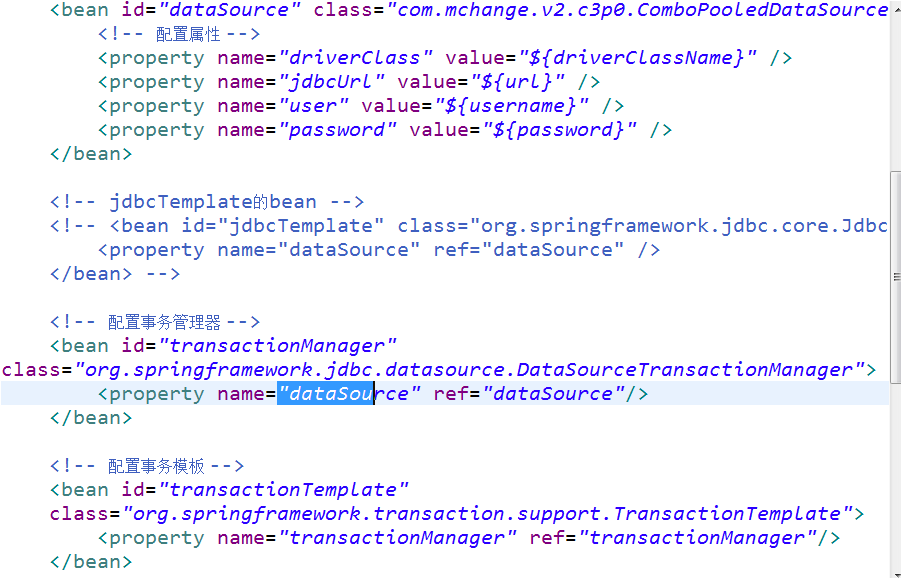 <bean id="dataSource" class="com.mchange.v2.c3p0.ComboPooledDataSource
<!-- 配置属性 -->
<property name="driverClass" value="${driverClassName}" />
<property name="jdbcUrl" value="${url}" />
<property name="user" value="${username}" />
<property name="password" value="${password}" />
</bean>
<!-- jdbcTemplate的bean -->
<!-- <bean id="jdbcTemplate" class="org.springframework.jdbc.core.Jdbc
<property name="dataSource" ref="dataSource" />
</bean> -->
<!-- 配置事务管理器 -->
<bean id="transactionManager"
class="org.springframework.jdbc.datasource.DataSourceTransactionManager">
<property name="dataSource" ref="dataSource"/>
</bean>
<!-- 配置事务模板 -->
<bean id="transactionTemplate"
class="org.springframework.transaction.support.TransactionTemplate">
<property name="transactionManager" ref="transactionManager"/>
</bean>